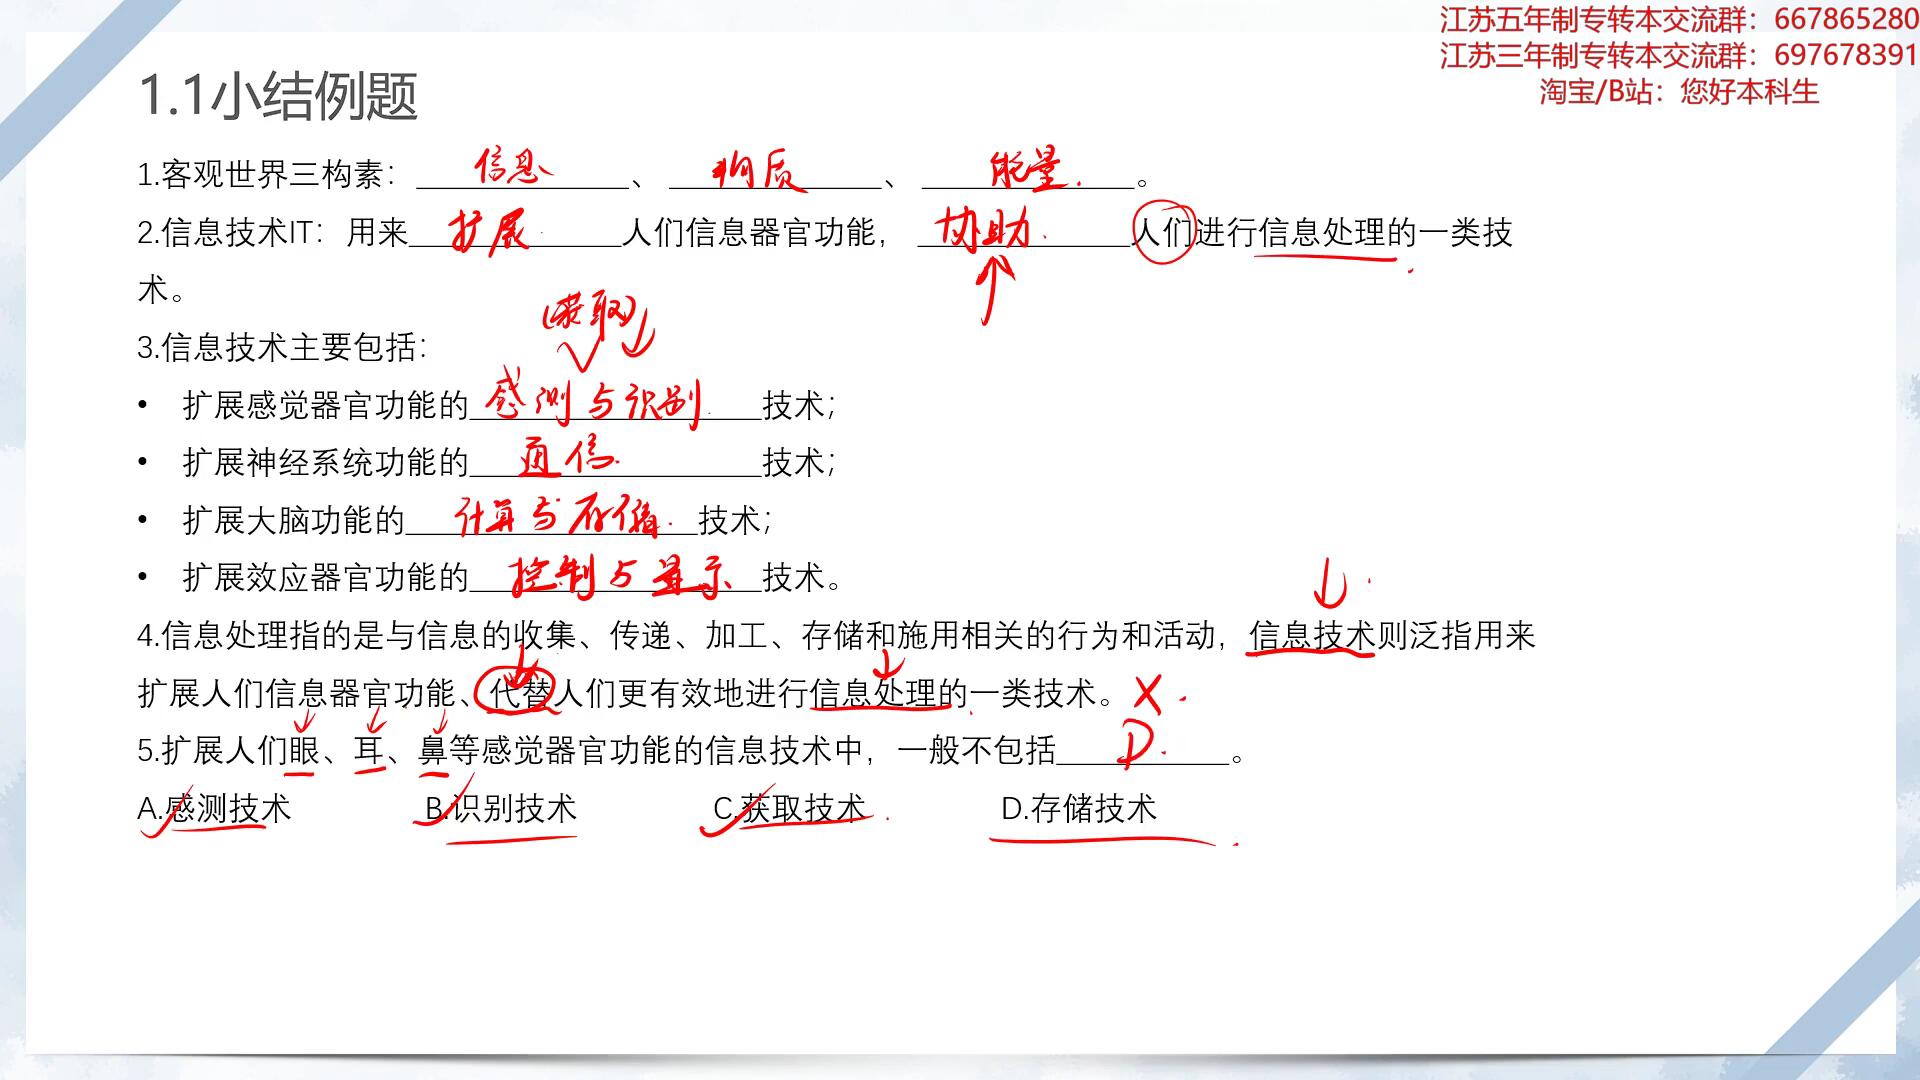 江苏五年制专转本交流群：667865280
江苏三年制专转本交流群：697678391
淘宝/B站：您好本科生
1.1小结例题
1.客观世界三构素：信息、物质、能量。
2.信息技术IT：用来扩展人们信息器官功能，协助人们进行信息处理的一类技
术。
(获取)
3.信息技术主要包括：
• 扩展感觉器官功能的感测与识别技术；
• 扩展神经系统功能的通信技术；
• 扩展大脑功能的计算与存储技术；
• 扩展效应器官功能的控制与显示技术。
4.信息处理指的是与信息的收集、传递、加工、存储和施用相关的行为和活动，信息技术则泛指用来
扩展人们信息器官功能、代替人们更有效地进行信息处理的一类技术。X
5.扩展人们眼、耳、鼻等感觉器官功能的信息技术中，一般不包括D。
A.感测技术 B.识别技术 C.获取技术 D.存储技术